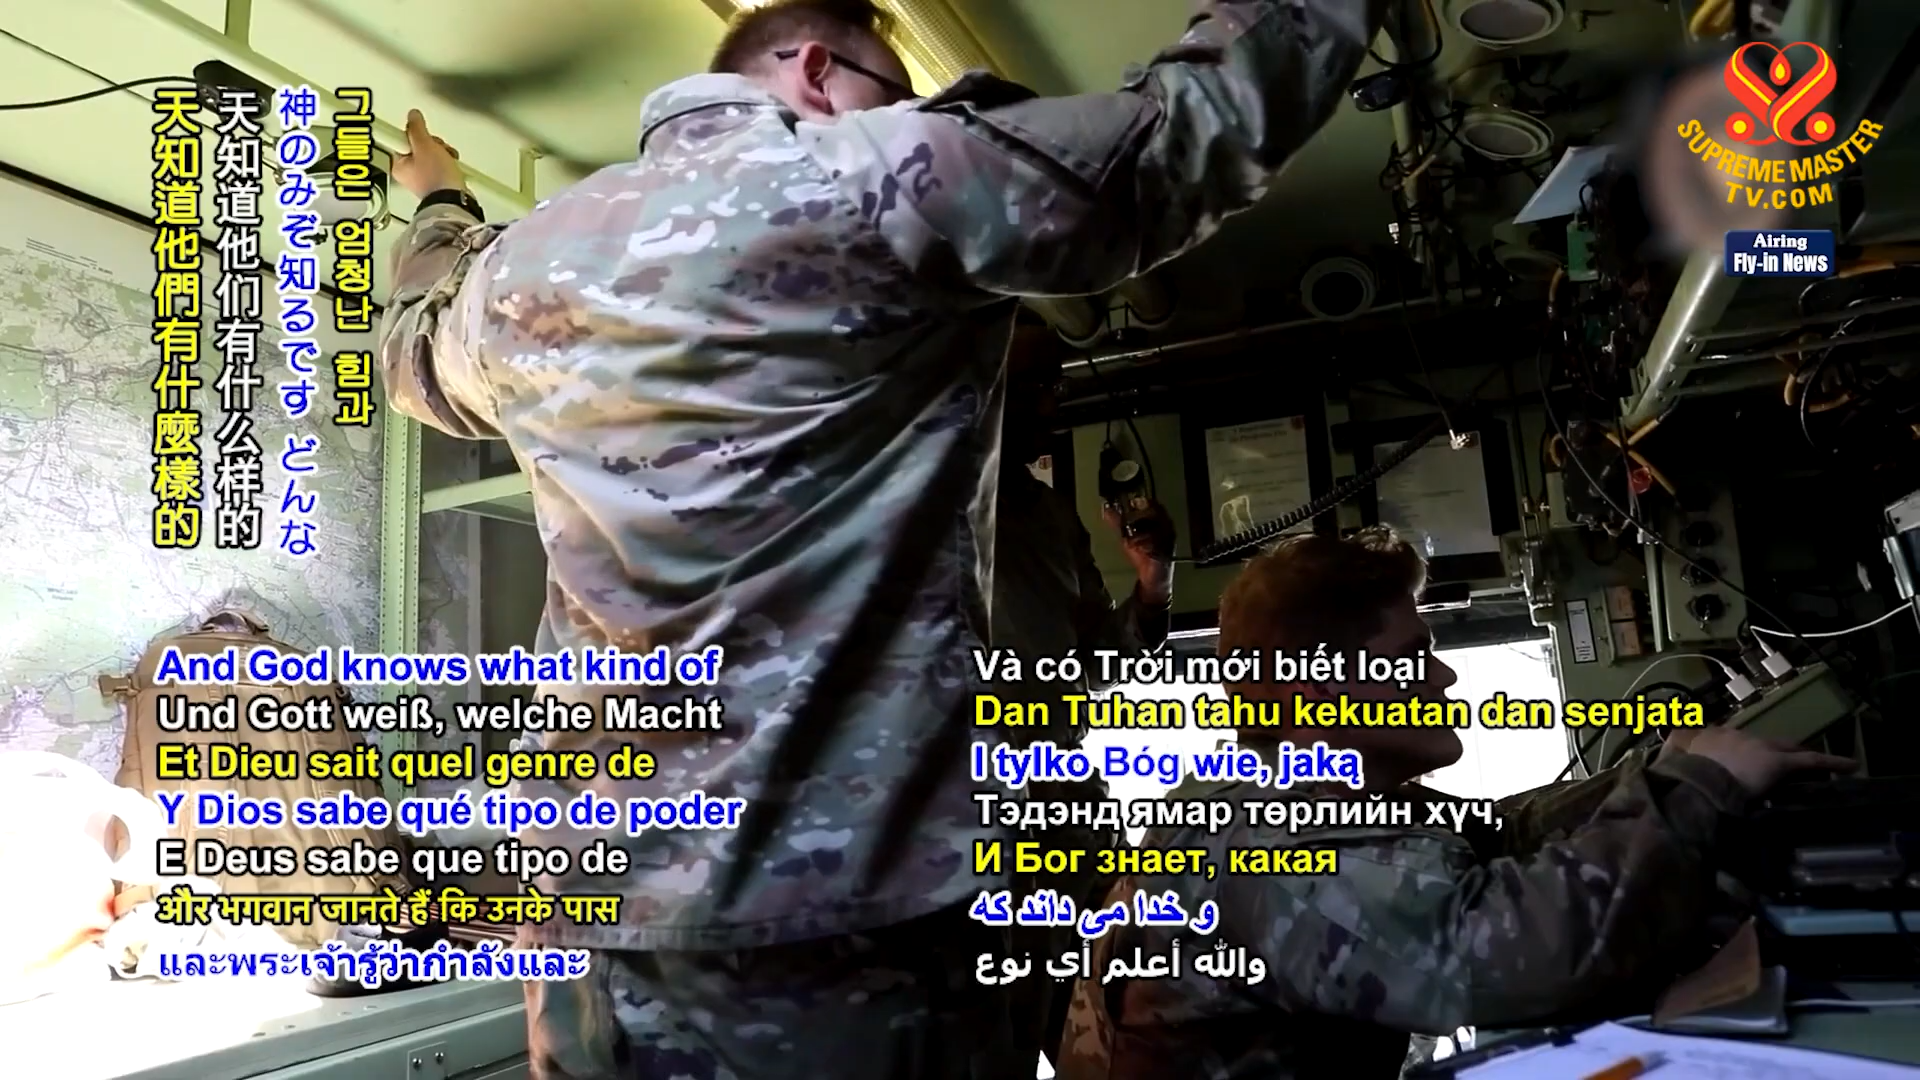 天知道他們有什麼樣的
天知道他们有什么样的
神のみぞ知るです どんな
그들은 엄청난 힘과
SUPREME MASTER
TV.COM
Airing
Fly-in News
And God knows what kind of
Und Gott weiß, welche Macht
Et Dieu sait quel genre de
Y Dios sabe qué tipo de poder
E Deus sabe que tipo de
और भगवान जानते हैं कि उनके पास
และพระเจ้ารู้ว่ากำลังและ
Và có Trời mới biết loại
Dan Tuhan tahu kekuatan dan senjata
I tylko Bóg wie, jaką
Тэдэнд ямар төрлийн хүч,
И Бог знает, какая
و خدا می داند که
والله أعلم أي نوع